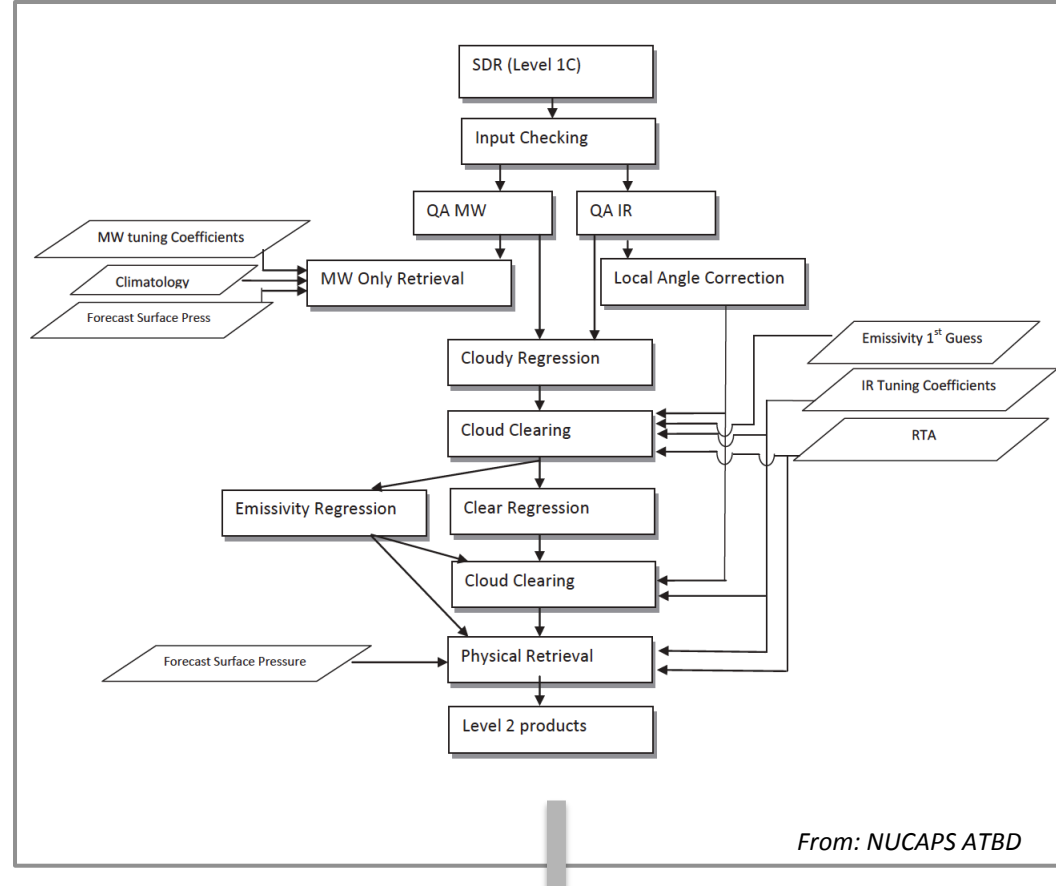 SDR (Level 1C)
Input Checking
QA MW
QA IR
MW tuning Coefficients
Climatology
Forecast Surface Press
MW Only Retrieval
Local Angle Correction
Emissivity 1st Guess
IR Tuning Coefficients
RTA
Cloudy Regression
Cloud Clearing
Emissivity Regression
Clear Regression
Cloud Clearing
Forecast Surface Pressure
Physical Retrieval
Level 2 products
From: NUCAPS ATBD